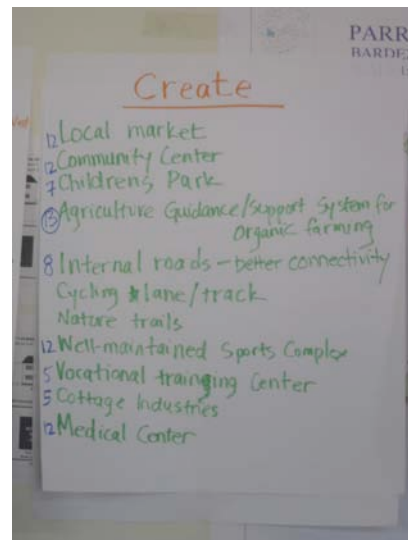 PARR
BARDE
Create
12 Local market
12 Community Center
7 Childrens Park
13 Agriculture Guidance/Support System for
Organic farming
8 Internal roads - better connectivity
Cycling lane/track
Nature trails
12 Well-maintained Sports Complex
5 Vocational trainging Center
5 Cottage Industries
12 Medical Center